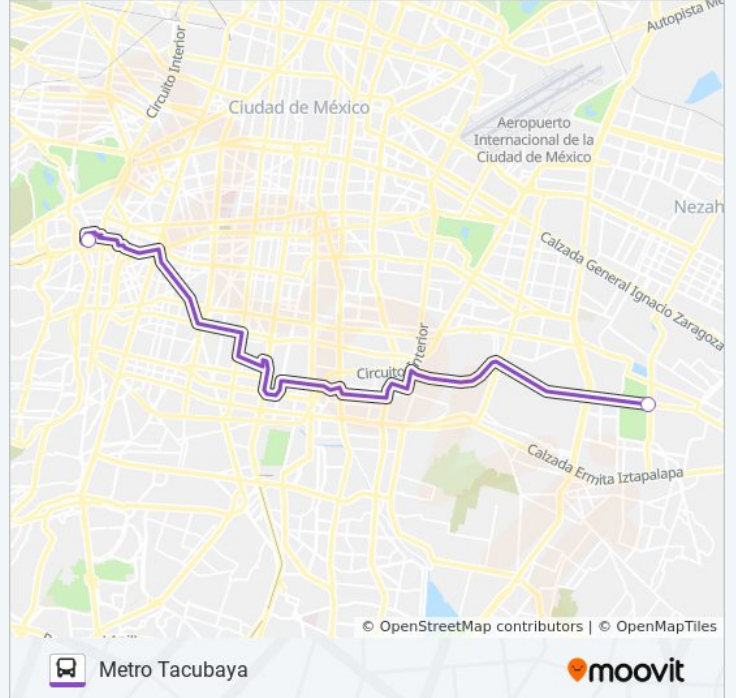 Autopista Me
Circuito Interior
Ciudad de México
Aeropuerto
Internacional de la
Ciudad de México
Nezah
Calzada General Ignacio Zaragoza
Circuito Interior
Calzada Ermita Iztapalapa
© OpenStreetMap contributors | © OpenMapTiles
Metro Tacubaya
moovit